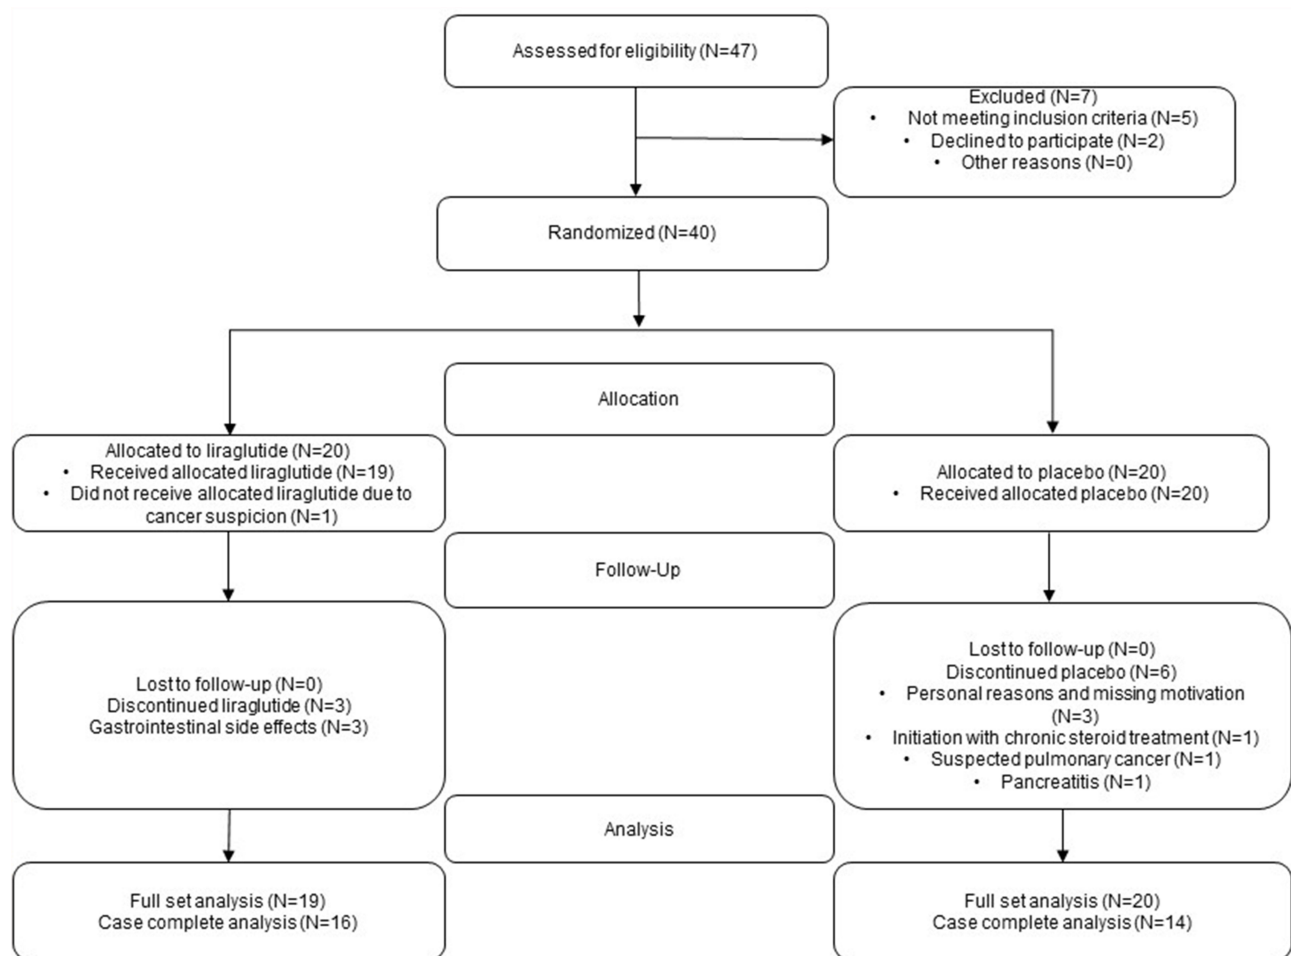 Assessed for eligibility (N=47)
Excluded (N=7)
• Not meeting inclusion criteria (N=5)
• Declined to participate (N=2)
• Other reasons (N=0)
Randomized (N=40)
Allocation
Allocated to liraglutide (N=20)
• Received allocated liraglutide (N=19)
• Did not receive allocated liraglutide due to
cancer suspicion (N=1)
Allocated to placebo (N=20)
• Received allocated placebo (N=20)
Follow-Up
Lost to follow-up (N=0)
Discontinued liraglutide (N=3)
Gastrointestinal side effects (N=3)
Lost to follow-up (N=0)
Discontinued placebo (N=6)
• Personal reasons and missing motivation
(N=3)
• Initiation with chronic steroid treatment (N=1)
• Suspected pulmonary cancer (N=1)
• Pancreatitis (N=1)
Analysis
Full set analysis (N=19)
Case complete analysis (N=16)
Full set analysis (N=20)
Case complete analysis (N=14)